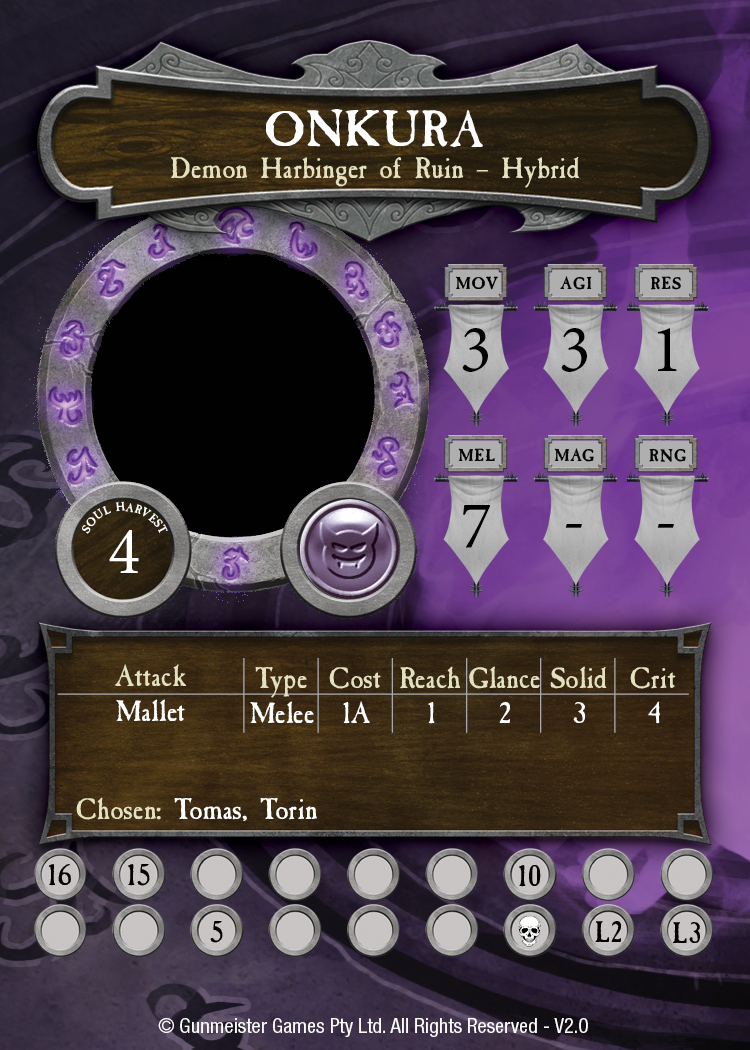 ONKURA
Demon Harbinger of Ruin – Hybrid
MOV AGI RES
3 3 1
MEL MAG RNG
7 - -
SOUL HARVEST
4
Attack Type Cost Reach Glance Solid Crit
Mallet Melee 1A 1 2 3 4
Chosen: Tomas, Torin
16 15 10
5 L2 L3
© Gunmeister Games Pty Ltd. All Rights Reserved - V2.0